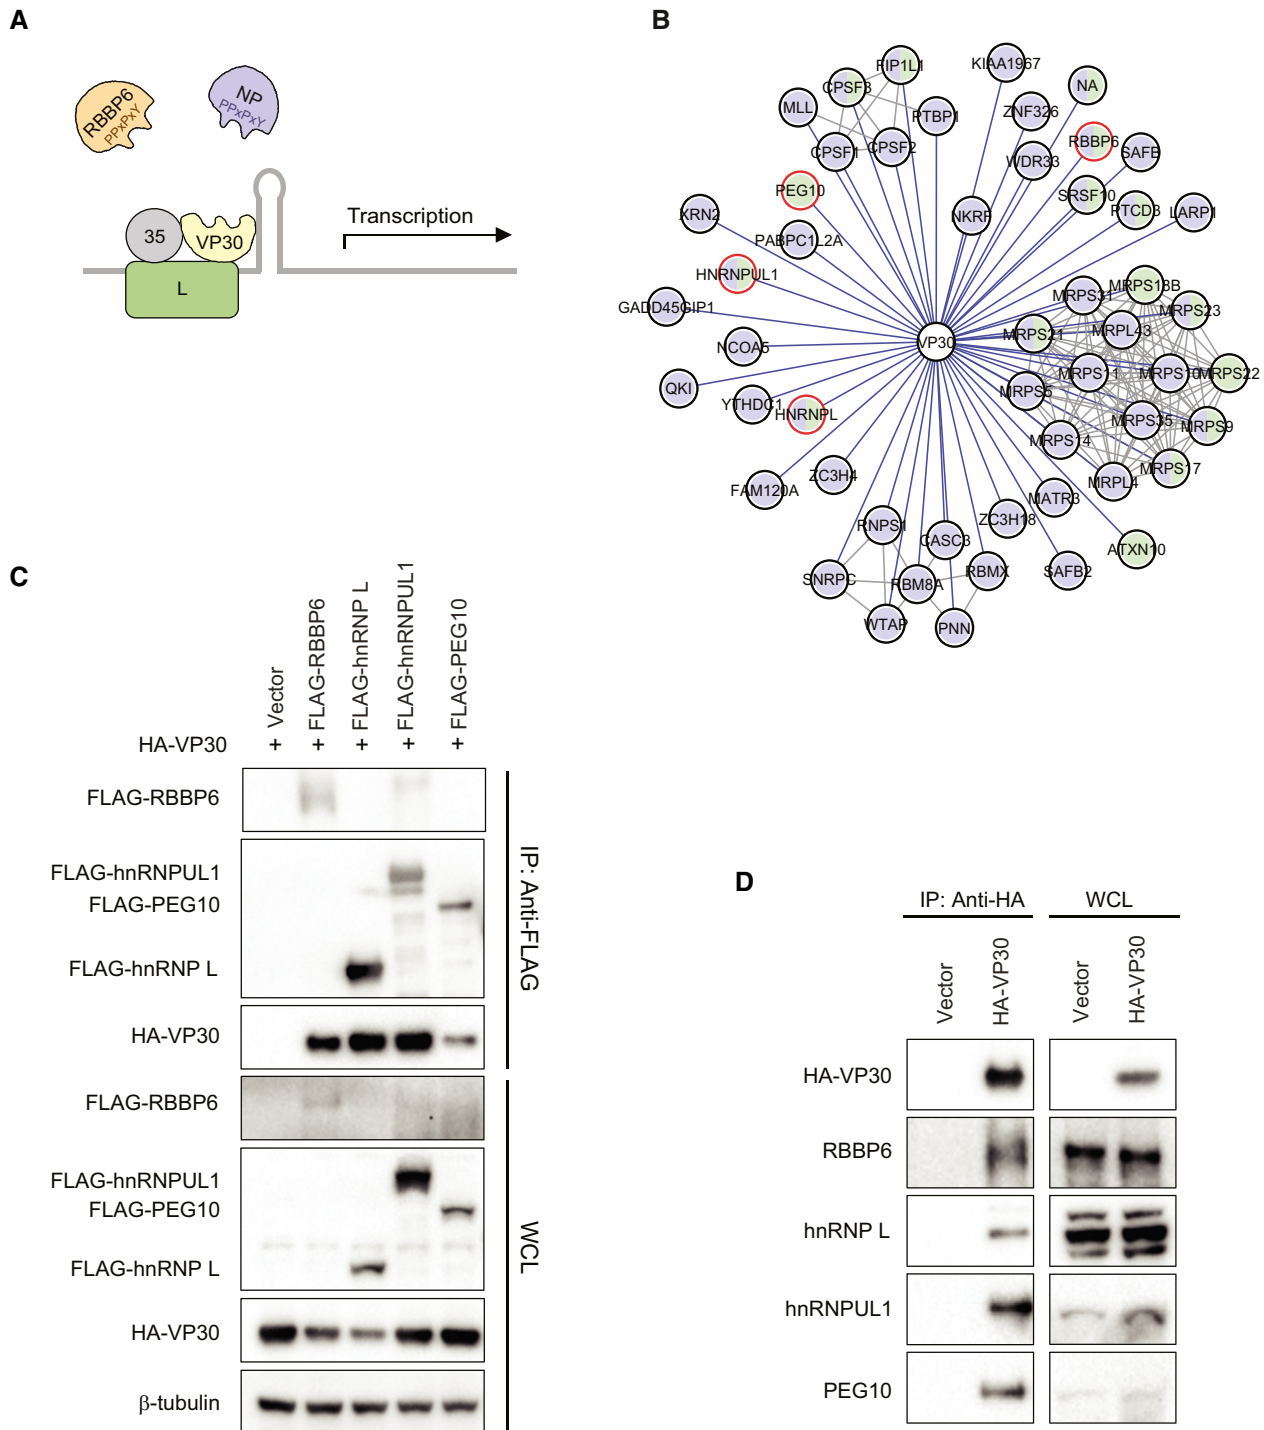 A
RBBP6
PPxPxY
NP
PPxPxY
35
VP30
L
Transcription
B
FIP1L1
KIAA1967
CPSF3
NA
MLL
PTBP1
ZNF326
RBBP6
CPSF1
CPSF2
WDR33
SAFB
PEG10
SRSF10
XRN2
NKRF
PTCD3
LARP1
PABPC1L2A
HNRNPUL1
MRPS31
MRPS18B
GADD45GIP1
MRPS23
MRPS21
MRPL43
NCOA5
VP30
MRPS11
MRPS10
MRPS22
QKI
MRPS5
YTHDC1
HNRNPL
MRPS35
MRPS9
MRPS14
FAM120A
ZC3H4
MRPL4
MRPS17
MATR3
RNPS1
ZC3H18
CASC3
ATXN10
SNRPC
RBM8A
RBMX
SAFB2
WTAP
PNN
C
Vector
FLAG-RBBP6
FLAG-hnRNP L
FLAG-hnRNPUL1
FLAG-PEG10
HA-VP30 + + + + +
FLAG-RBBP6
FLAG-hnRNPUL1
FLAG-PEG10
FLAG-hnRNP L
HA-VP30
IP: Anti-FLAG
FLAG-RBBP6
FLAG-hnRNPUL1
FLAG-PEG10
FLAG-hnRNP L
HA-VP30
β-tubulin
WCL
D
IP: Anti-HA WCL
Vector
HA-VP30
Vector
HA-VP30
HA-VP30
RBBP6
hnRNP L
hnRNPUL1
PEG10